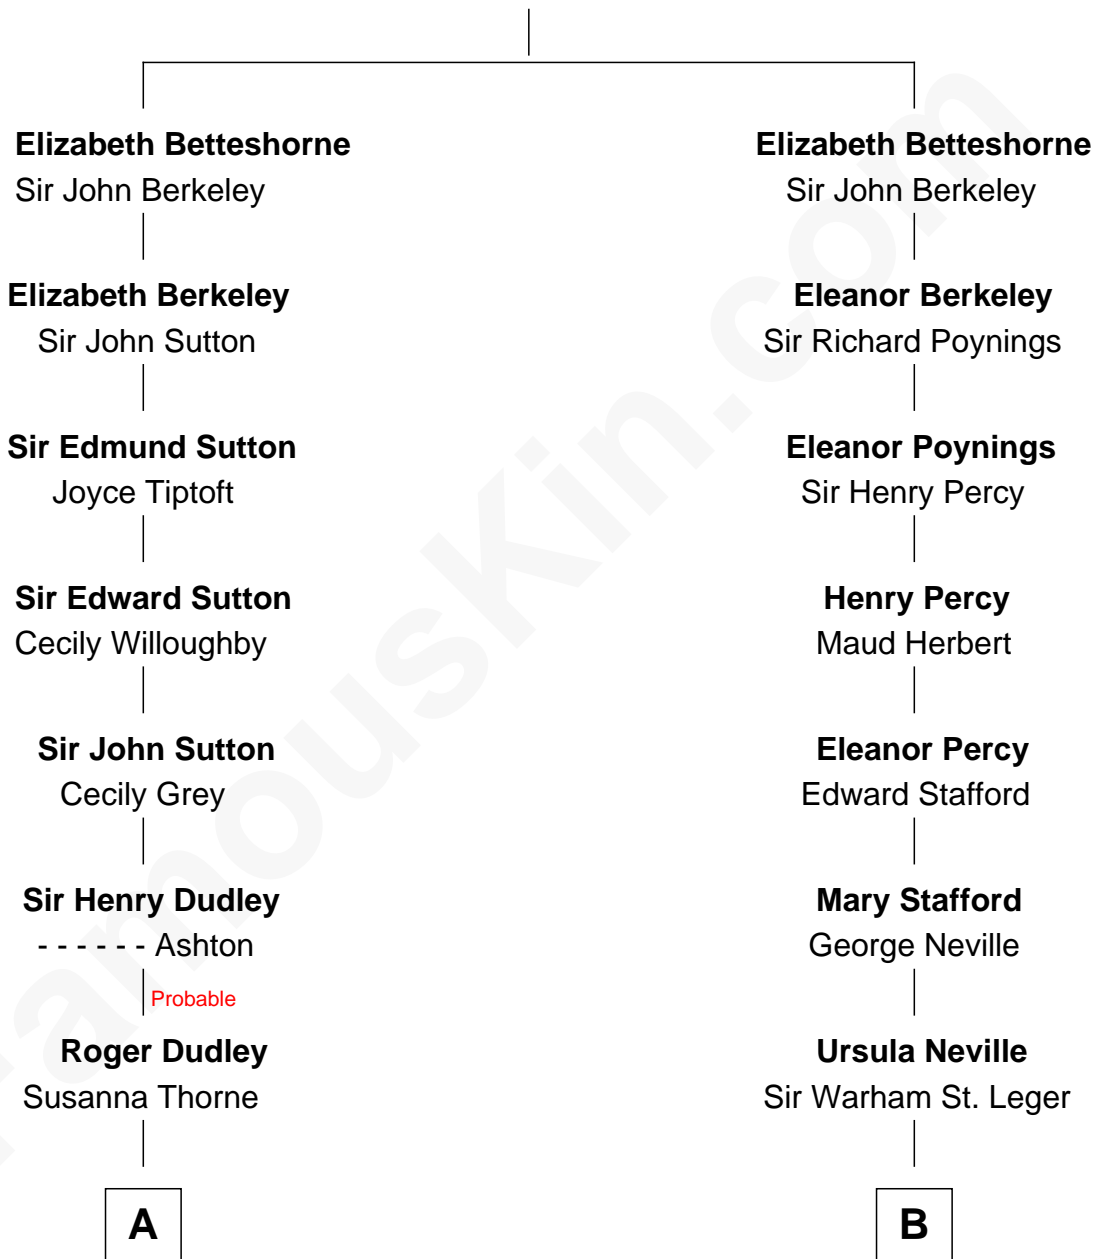 Elizabeth Betteshorne
Sir John Berkeley
Elizabeth Berkeley
Sir John Sutton
Sir Edmund Sutton
Joyce Tiptoft
Sir Edward Sutton
Cecily Willoughby
Sir John Sutton
Cecily Grey
Sir Henry Dudley
- - - - - - Ashton
Probable
Roger Dudley
Susanna Thorne
A
Elizabeth Betteshorne
Sir John Berkeley
Eleanor Berkeley
Sir Richard Poynings
Eleanor Poynings
Sir Henry Percy
Henry Percy
Maud Herbert
Eleanor Percy
Edward Stafford
Mary Stafford
George Neville
Ursula Neville
Sir Warham St. Leger
B
FamousKin.com